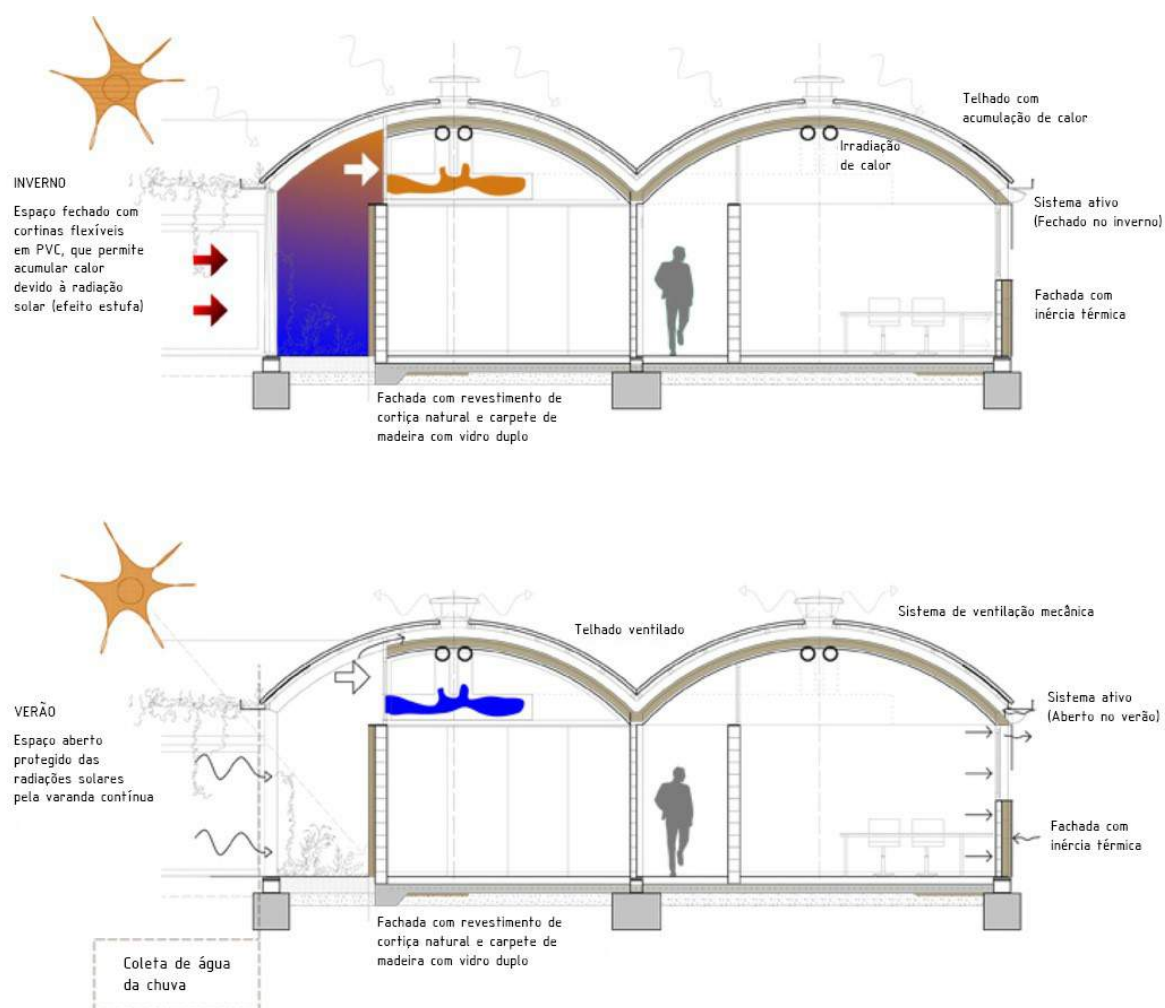 Telhado com
acumulação de calor
Irradiação
de calor
INVERNO
Espaço fechado com
cortinas flexíveis
em PVC, que permite
acumular calor
devido à radiação
solar (efeito estufa)
Sistema ativo
(Fechado no inverno)
Fachada com
inércia térmica
Fachada com revestimento de
cortiça natural e carpete de
madeira com vidro duplo
Sistema de ventilação mecânica
Telhado ventilado
VERÃO
Espaço aberto
protegido das
radiações solares
pela varanda contínua
Sistema ativo
(Aberto no verão)
Fachada com
inércia térmica
Fachada com revestimento de
cortiça natural e carpete de
madeira com vidro duplo
Coleta de água
da chuva